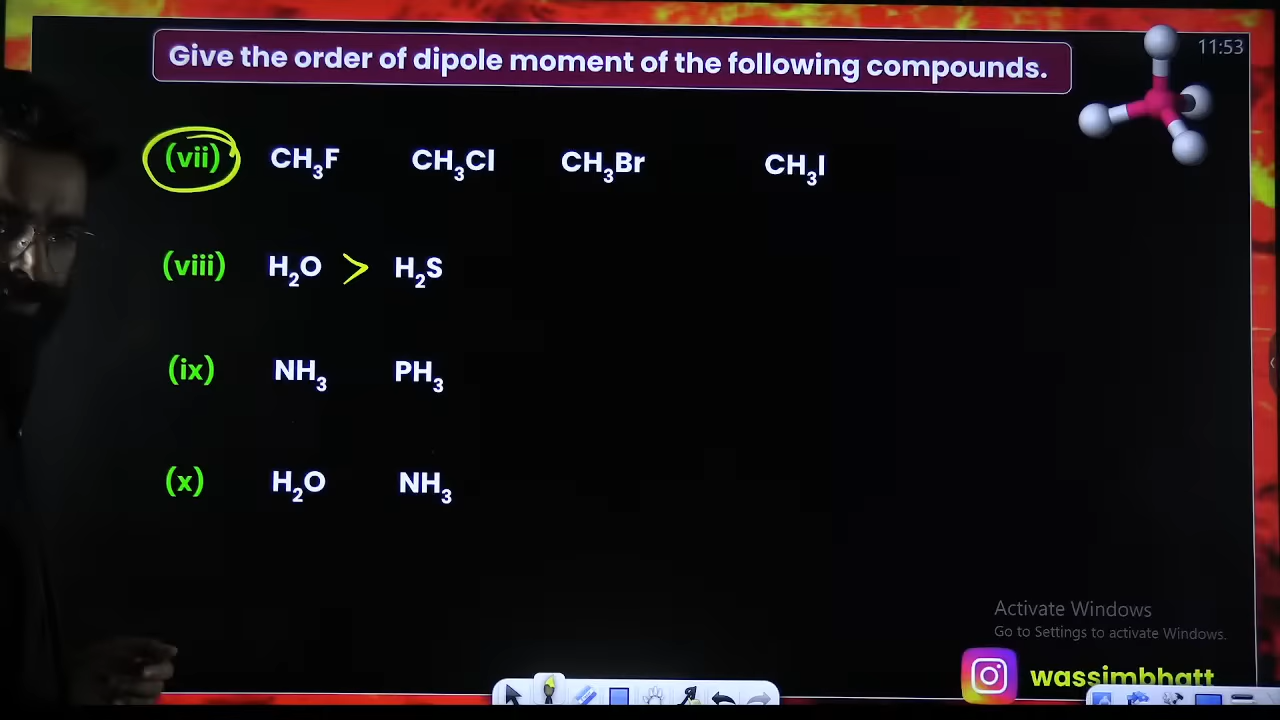 Give the order of dipole moment of the following compounds.
11:53
(vii) CH₃F CH₃Cl CH₃Br CH₃I
(viii) H₂O > H₂S
(ix) NH₃ PH₃
(x) H₂O NH₃
Activate Windows
Go to Settings to activate Windows.
wassimbhatt